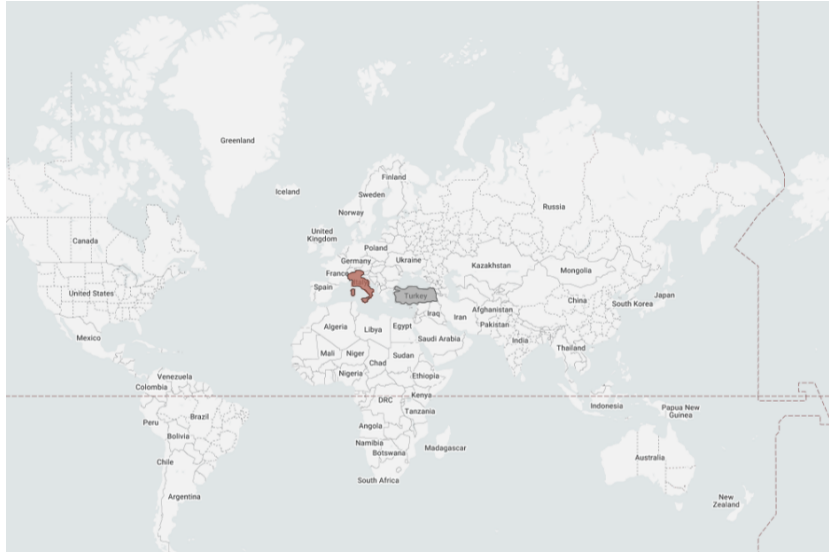 Greenland
Iceland
Finland
Sweden
Norway
Russia
United
Kingdom
Canada
Poland
Germany
Ukraine
France
Kazakhstan
Mongolia
Spain
Turkey
United States
China
South Korea
Japan
Afghanistan
Iraq
Iran
Pakistan
Algeria
Libya
Egypt
Saudi Arabia
India
Mexico
Thailand
Mali
Niger
Chad
Sudan
Nigeria
Ethiopia
Venezuela
Colombia
Kenya
DRC
Tanzania
Indonesia
Papua New
Guinea
Peru
Brazil
Angola
Bolivia
Namibia
Botswana
Madagascar
Chile
Australia
South Africa
Argentina
New
Zealand